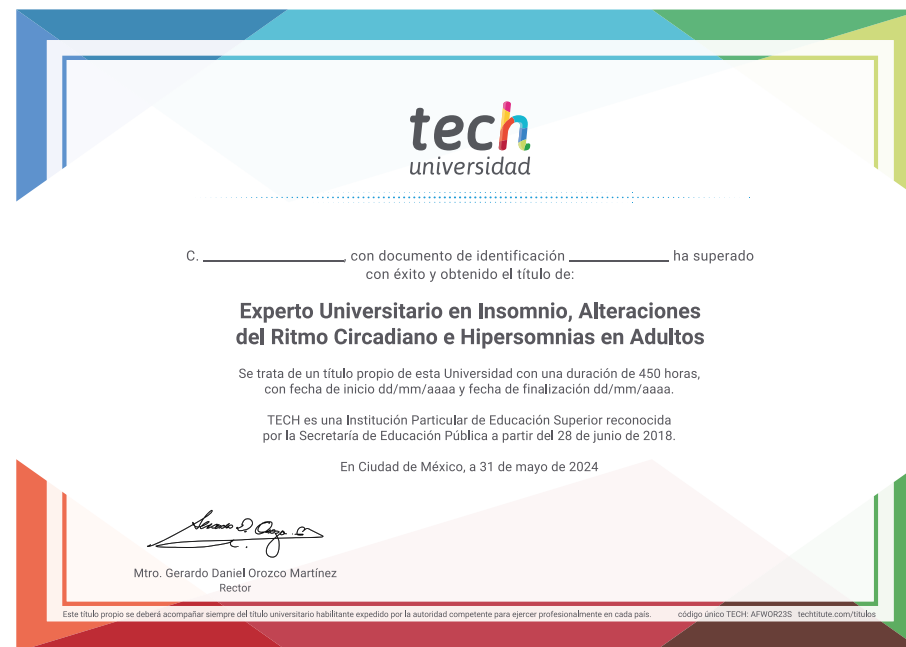 tech
universidad
C. ____________, con documento de identificación ____________ ha superado
con éxito y obtenido el título de:
Experto Universitario en Insomnio, Alteraciones
del Ritmo Circadiano e Hipersomnias en Adultos
Se trata de un título propio de esta Universidad con una duración de 450 horas,
con fecha de inicio dd/mm/aaaa y fecha de finalización dd/mm/aaaa.
TECH es una Institución Particular de Educación Superior reconocida
por la Secretaría de Educación Pública a partir del 28 de junio de 2018.
En Ciudad de México, a 31 de mayo de 2024
Mtro. Gerardo Daniel Orozco Martínez
Rector
Este título propio se deberá acompañar siempre del título universitario habilitante expedido por la autoridad competente para ejercer profesionalmente en cada país. código único TECH: AFWOR23S techtitute.com/titulos